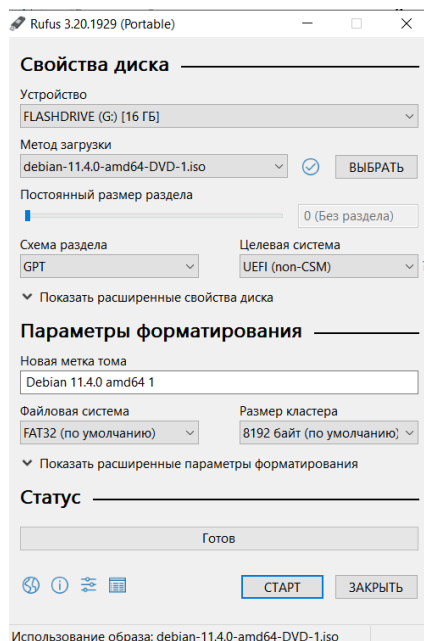 Rufus 3.20.1929 (Portable)
Свойства диска
Устройство
FLASHDRIVE (G:) [16 ГБ]
Метод загрузки
debian-11.4.0-amd64-DVD-1.iso
ВЫБРАТЬ
Постоянный размер раздела
0 (Без раздела)
Схема раздела Целевая система
GPT UEFI (non-CSM)
Показать расширенные свойства диска
Параметры форматирования
Новая метка тома
Debian 11.4.0 amd64 1
Файловая система Размер кластера
FAT32 (по умолчанию) 8192 байт (по умолчанию)
Показать расширенные параметры форматирования
Статус
Готов
СТАРТ ЗАКРЫТЬ
Использование образа: debian-11.4.0-amd64-DVD-1.iso